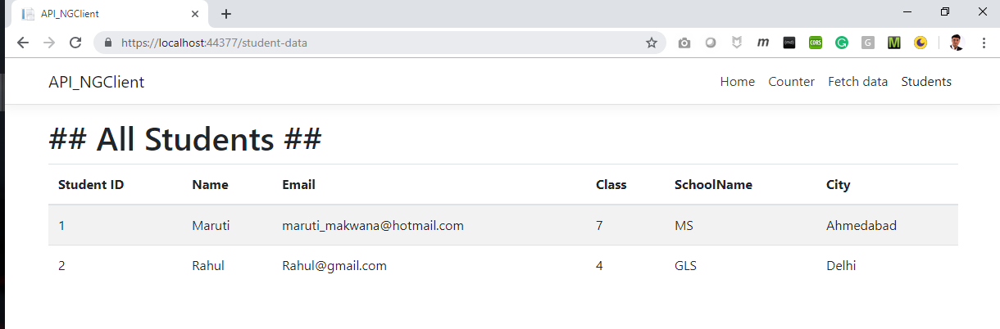 API_NGClient
https://localhost:44377/student-data
m
CORS
G
M
API_NGClient Home Counter Fetch data Students
## All Students ##
Student ID Name Email Class SchoolName City
1 Maruti maruti_makwana@hotmail.com 7 MS Ahmedabad
2 Rahul Rahul@gmail.com 4 GLS Delhi